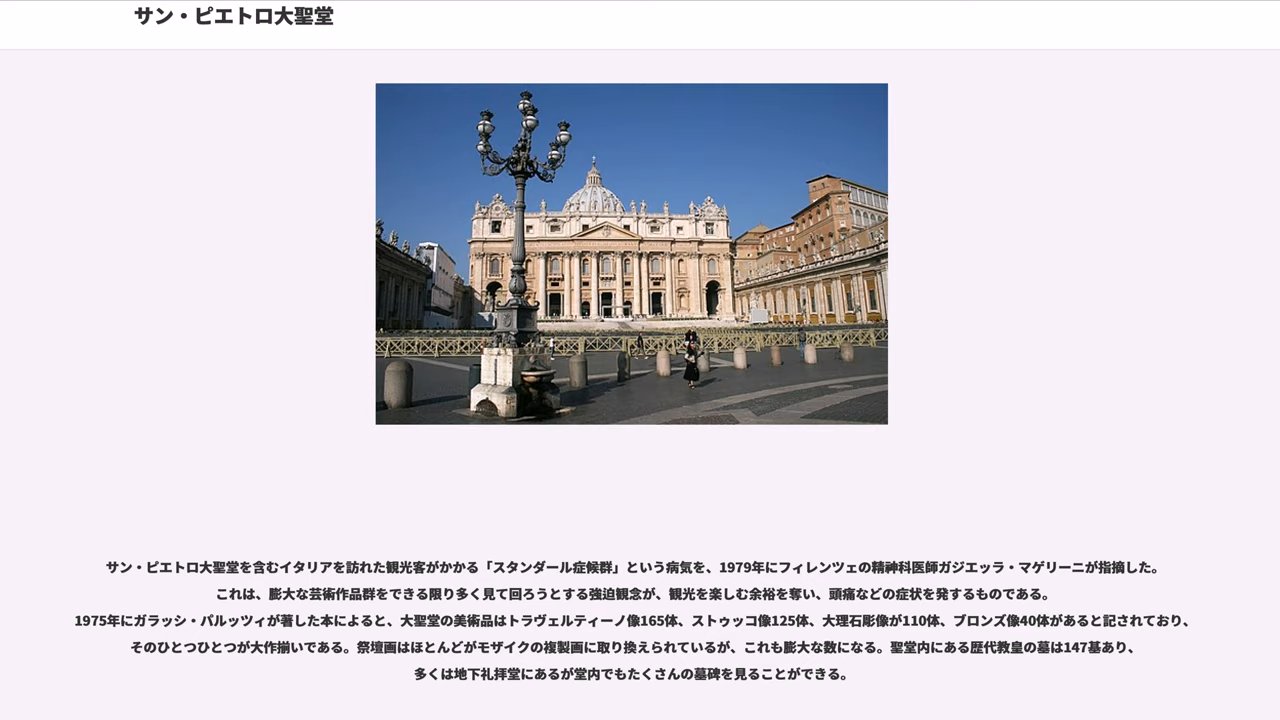 サン・ピエトロ大聖堂
サン・ピエトロ大聖堂を含むイタリアを訪れた観光客がかかる「スタンダール症候群」という病気を、1979年にフィレンツェの精神科医師ガジエッラ・マゲリーニが指摘した。
これは、膨大な芸術作品群をできる限り多く見て回ろうとする強迫観念が、観光を楽しむ余裕を奪い、頭痛などの症状を発するものである。
1975年にガラッシ・パルッツィが著した本によると、大聖堂の美術品はトラヴェルティーノ像165体、ストゥッコ像125体、大理石彫像が110体、ブロンズ像40体があると記されており、
そのひとつひとつが大作揃いである。祭壇画はほとんどがモザイクの複製画に取り換えられているが、これも膨大な数になる。聖堂内にある歴代教皇の墓は147基あり、
多くは地下礼拝堂にあるが堂内でもたくさんの墓碑を見ることができる。